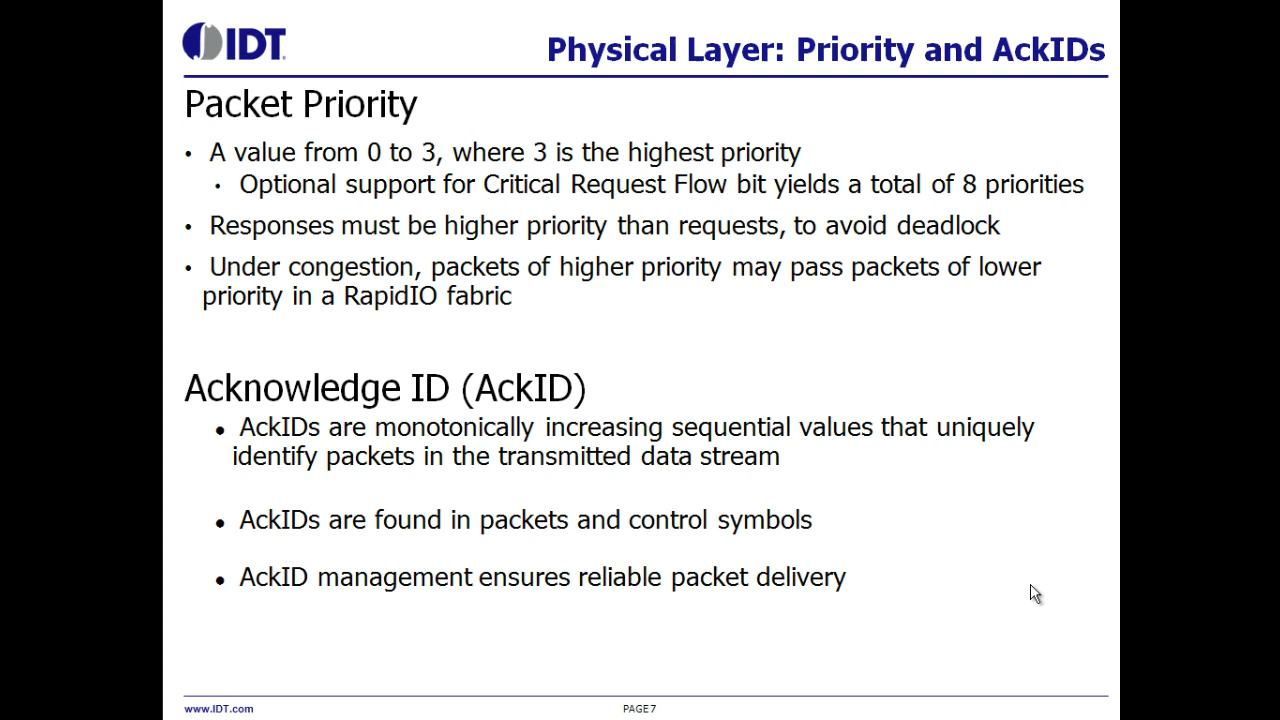 IDT
Physical Layer: Priority and AckIDs
Packet Priority
• A value from 0 to 3, where 3 is the highest priority
• Optional support for Critical Request Flow bit yields a total of 8 priorities
• Responses must be higher priority than requests, to avoid deadlock
• Under congestion, packets of higher priority may pass packets of lower
priority in a RapidIO fabric
Acknowledge ID (AckID)
• AckIDs are monotonically increasing sequential values that uniquely
identify packets in the transmitted data stream
• AckIDs are found in packets and control symbols
• AckID management ensures reliable packet delivery
www.IDT.com
PAGE 7